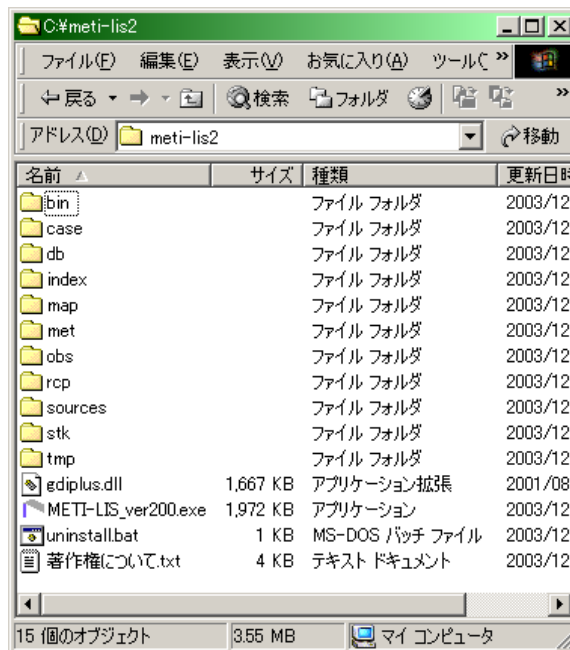 C:¥meti-lis2
ファイル(F) 編集(E) 表示(V) お気に入り(A) ツール( »
戻る 検索 フォルダ »
アドレス(D) meti-lis2 移動
名前 サイズ 種類 更新日時
bin ファイル フォルダ 2003/12
case ファイル フォルダ 2003/12
db ファイル フォルダ 2003/12
index ファイル フォルダ 2003/12
map ファイル フォルダ 2003/12
met ファイル フォルダ 2003/12
obs ファイル フォルダ 2003/12
rcp ファイル フォルダ 2003/12
sources ファイル フォルダ 2003/12
stk ファイル フォルダ 2003/12
tmp ファイル フォルダ 2003/12
gdiplus.dll 1,667 KB アプリケーション拡張 2001/08
METI-LIS_ver200.exe 1,972 KB アプリケーション 2003/12
uninstall.bat 1 KB MS-DOS バッチ ファイル 2003/12
著作権について.txt 4 KB テキスト ドキュメント 2003/12
15 個のオブジェクト 3.55 MB マイ コンピュータ